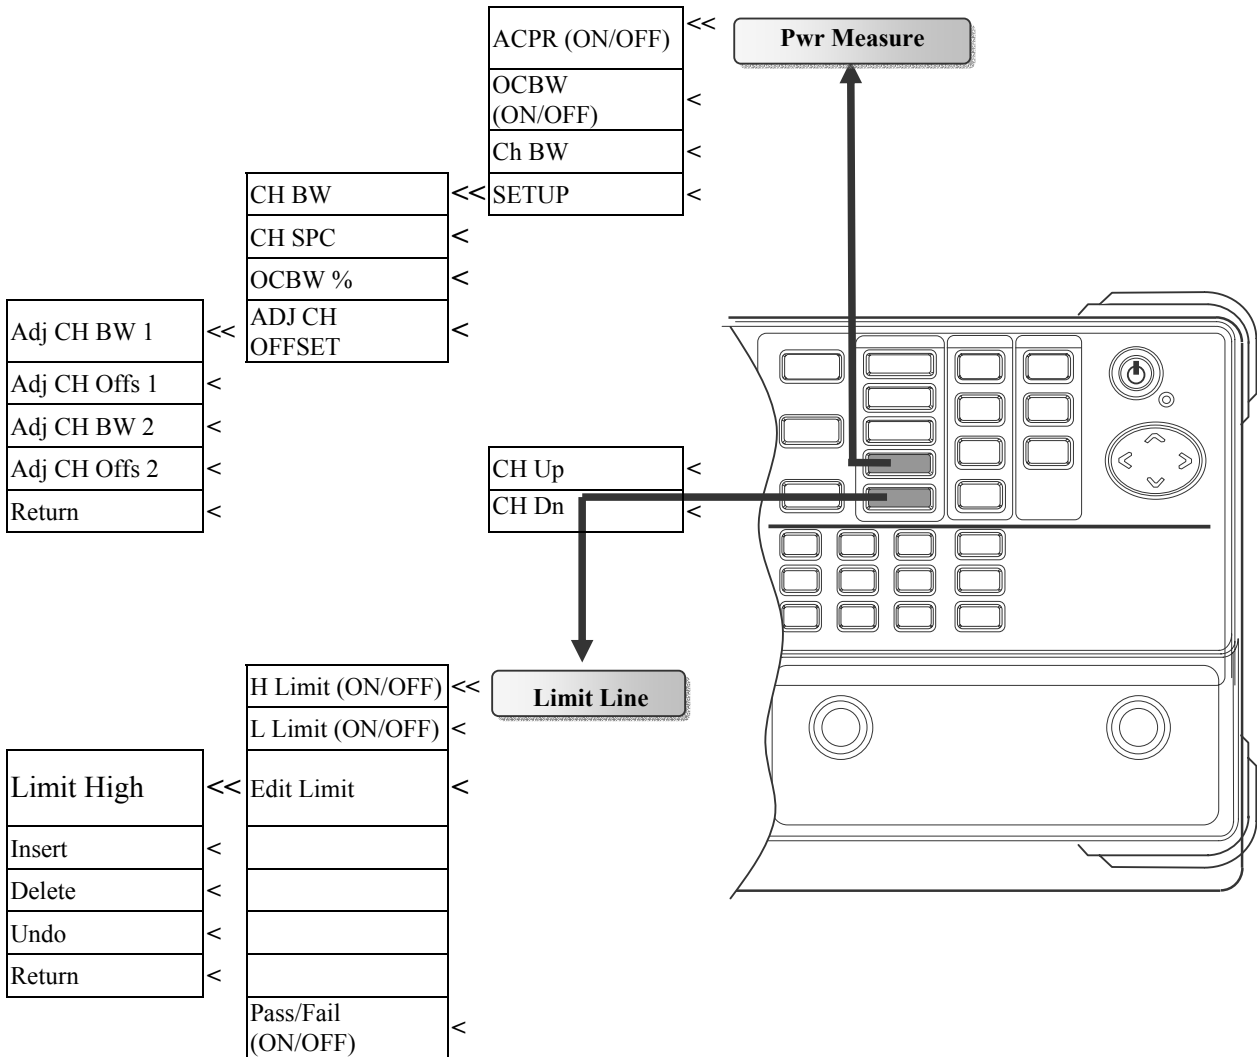 ACPR (ON/OFF) <<
Pwr Measure
OCBW
(ON/OFF) <
Ch BW <
SETUP <
CH BW <<
CH SPC <
OCBW % <
ADJ CH
OFFSET <
Adj CH BW 1 <<
Adj CH Offs 1 <
Adj CH BW 2 <
Adj CH Offs 2 <
Return <
CH Up <
CH Dn <
Limit Line
H Limit (ON/OFF) <<
L Limit (ON/OFF) <
Edit Limit <
Limit High <<
Insert <
Delete <
Undo <
Return <
Pass/Fail
(ON/OFF) <